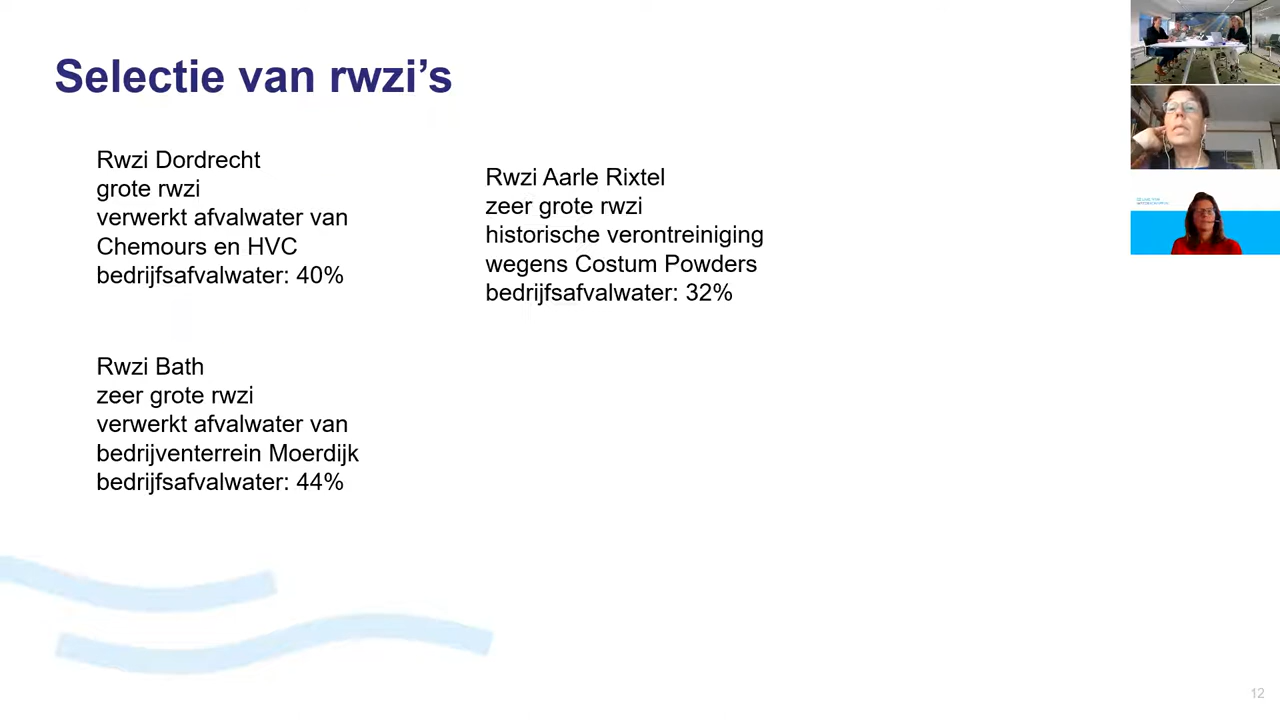 Selectie van rwzi’s
Rwzi Dordrecht
grote rwzi
verwerkt afvalwater van
Chemours en HVC
bedrijfsafvalwater: 40%
Rwzi Aarle Rixtel
zeer grote rwzi
historische verontreiniging
wegens Costum Powders
bedrijfsafvalwater: 32%
Rwzi Bath
zeer grote rwzi
verwerkt afvalwater van
bedrijventerrein Moerdijk
bedrijfsafvalwater: 44%
12